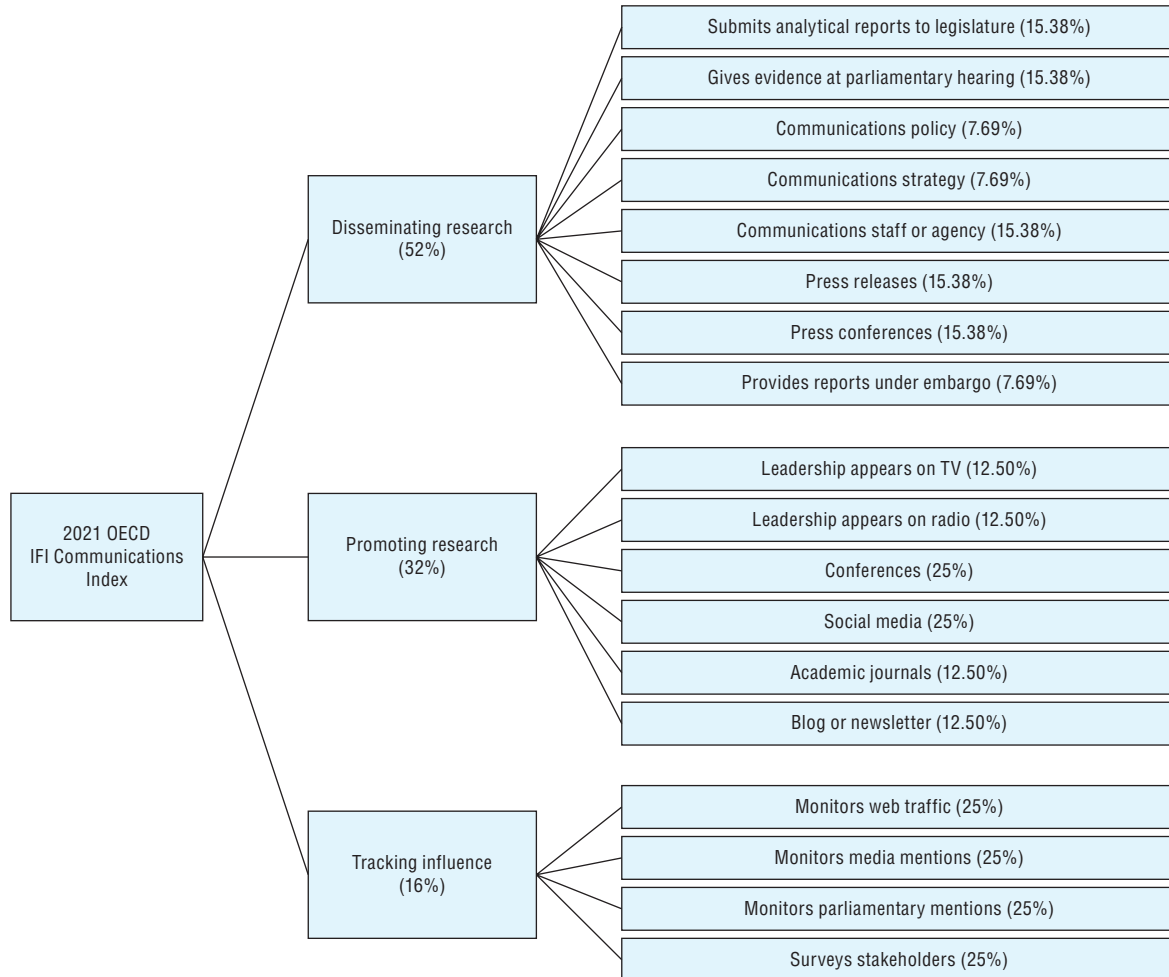 Submits analytical reports to legislature (15.38%)
Gives evidence at parliamentary hearing (15.38%)
Communications policy (7.69%)
Communications strategy (7.69%)
Disseminating research
(52%)
Communications staff or agency (15.38%)
Press releases (15.38%)
Press conferences (15.38%)
Provides reports under embargo (7.69%)
2021 OECD
IFI Communications
Index
Promoting research
(32%)
Leadership appears on TV (12.50%)
Leadership appears on radio (12.50%)
Conferences (25%)
Social media (25%)
Academic journals (12.50%)
Blog or newsletter (12.50%)
Tracking influence
(16%)
Monitors web traffic (25%)
Monitors media mentions (25%)
Monitors parliamentary mentions (25%)
Surveys stakeholders (25%)